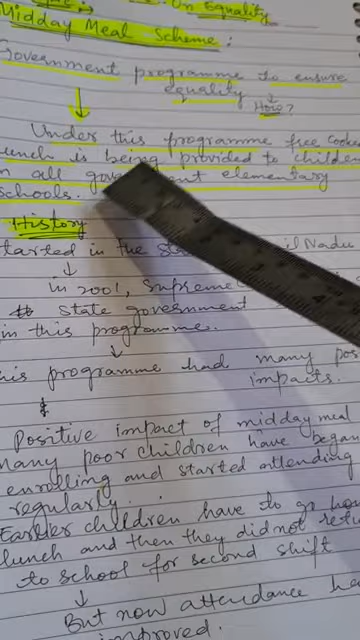 On Equality
Midday Meal Scheme :
Government programme to ensure
equality
How?
Under this programme free cooked
lunch is being provided to children
in all government elementary
schools.
History
started in the Nadu
in 2001, Supreme
state government
in this programme.
This programme had many
impacts.
Positive impact of midday meal
Many poor children have began
enrolling and started attending
regularly.
Earlier children have to go
lunch and then they did not
to school for second shift
But now attendance
improved.